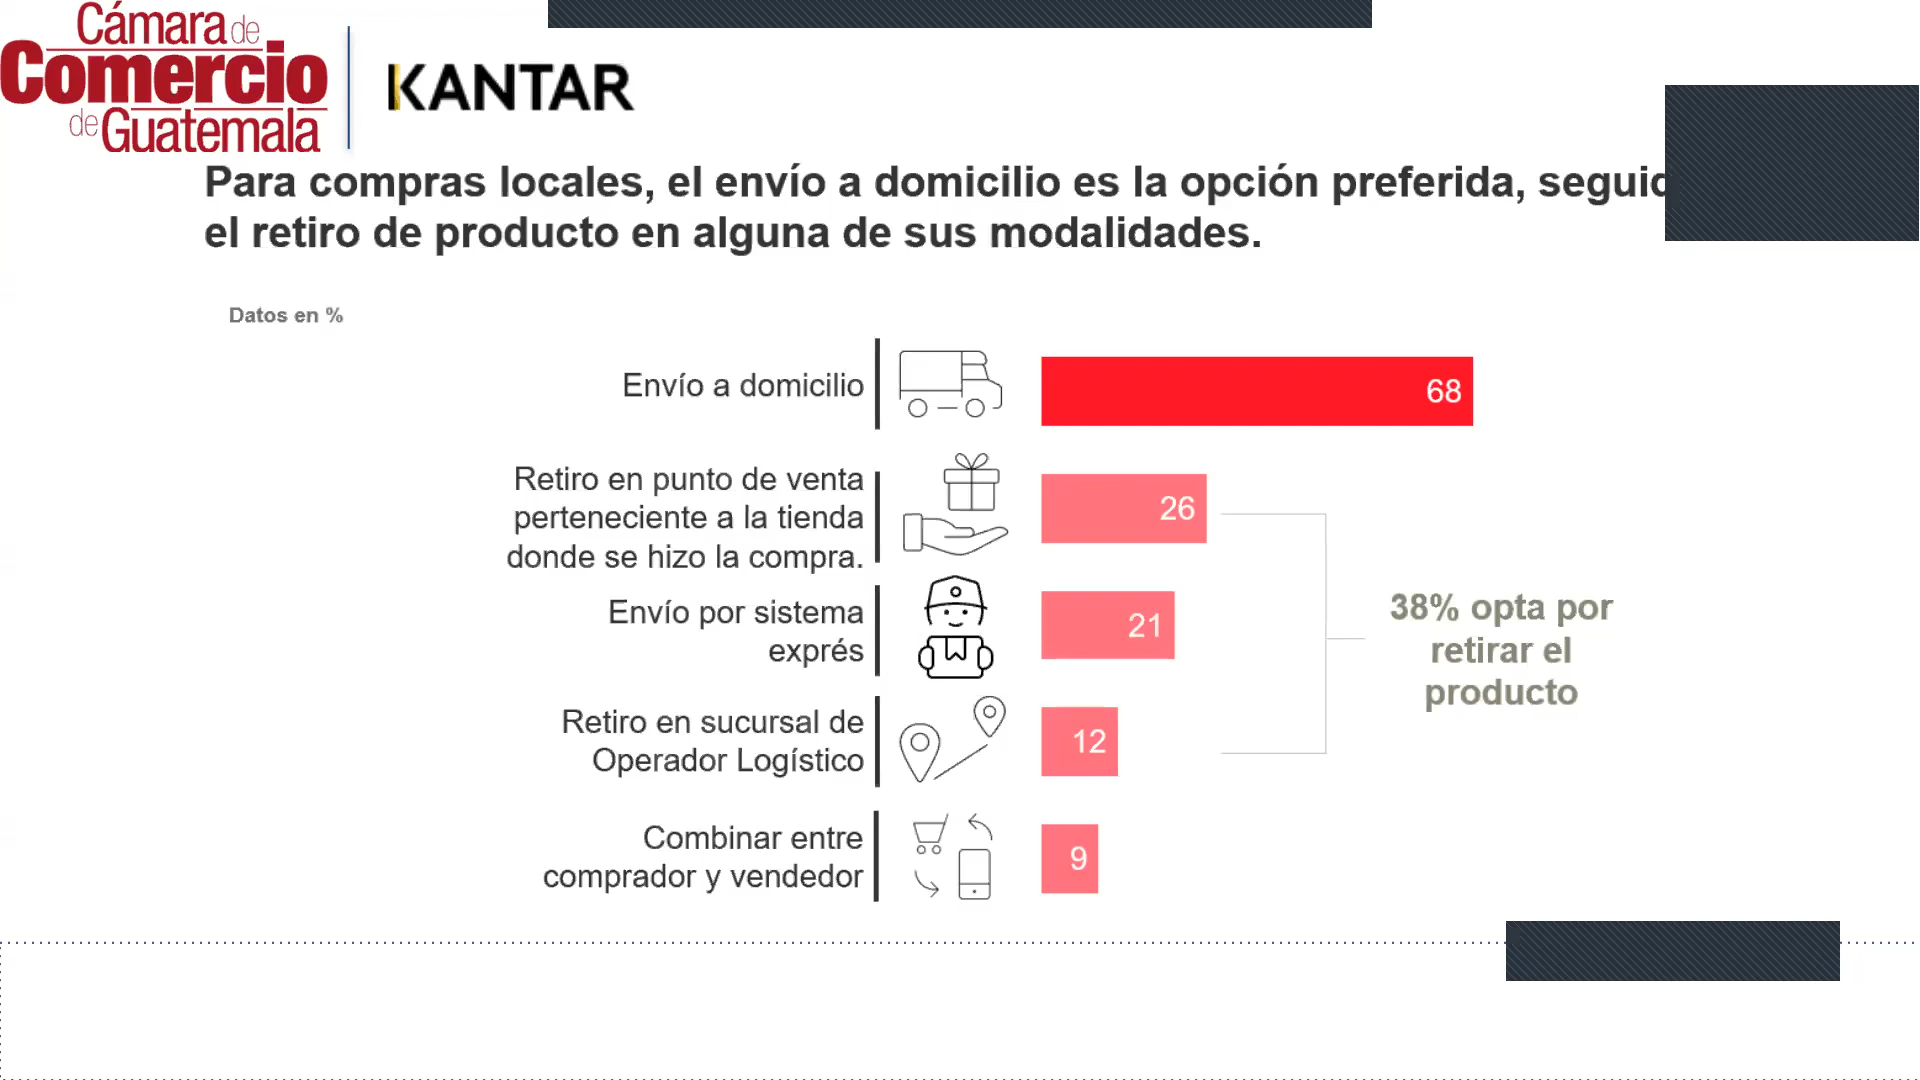 Cámara de
Comercio
de Guatemala
KANTAR
Para compras locales, el envío a domicilio es la opción preferida,
el retiro de producto en alguna de sus modalidades.
Datos en %
Envío a domicilio
68
Retiro en punto de venta
perteneciente a la tienda
donde se hizo la compra.
26
Envío por sistema
exprés
21
38% opta por
retirar el
producto
Retiro en sucursal de
Operador Logístico
12
Combinar entre
comprador y vendedor
9